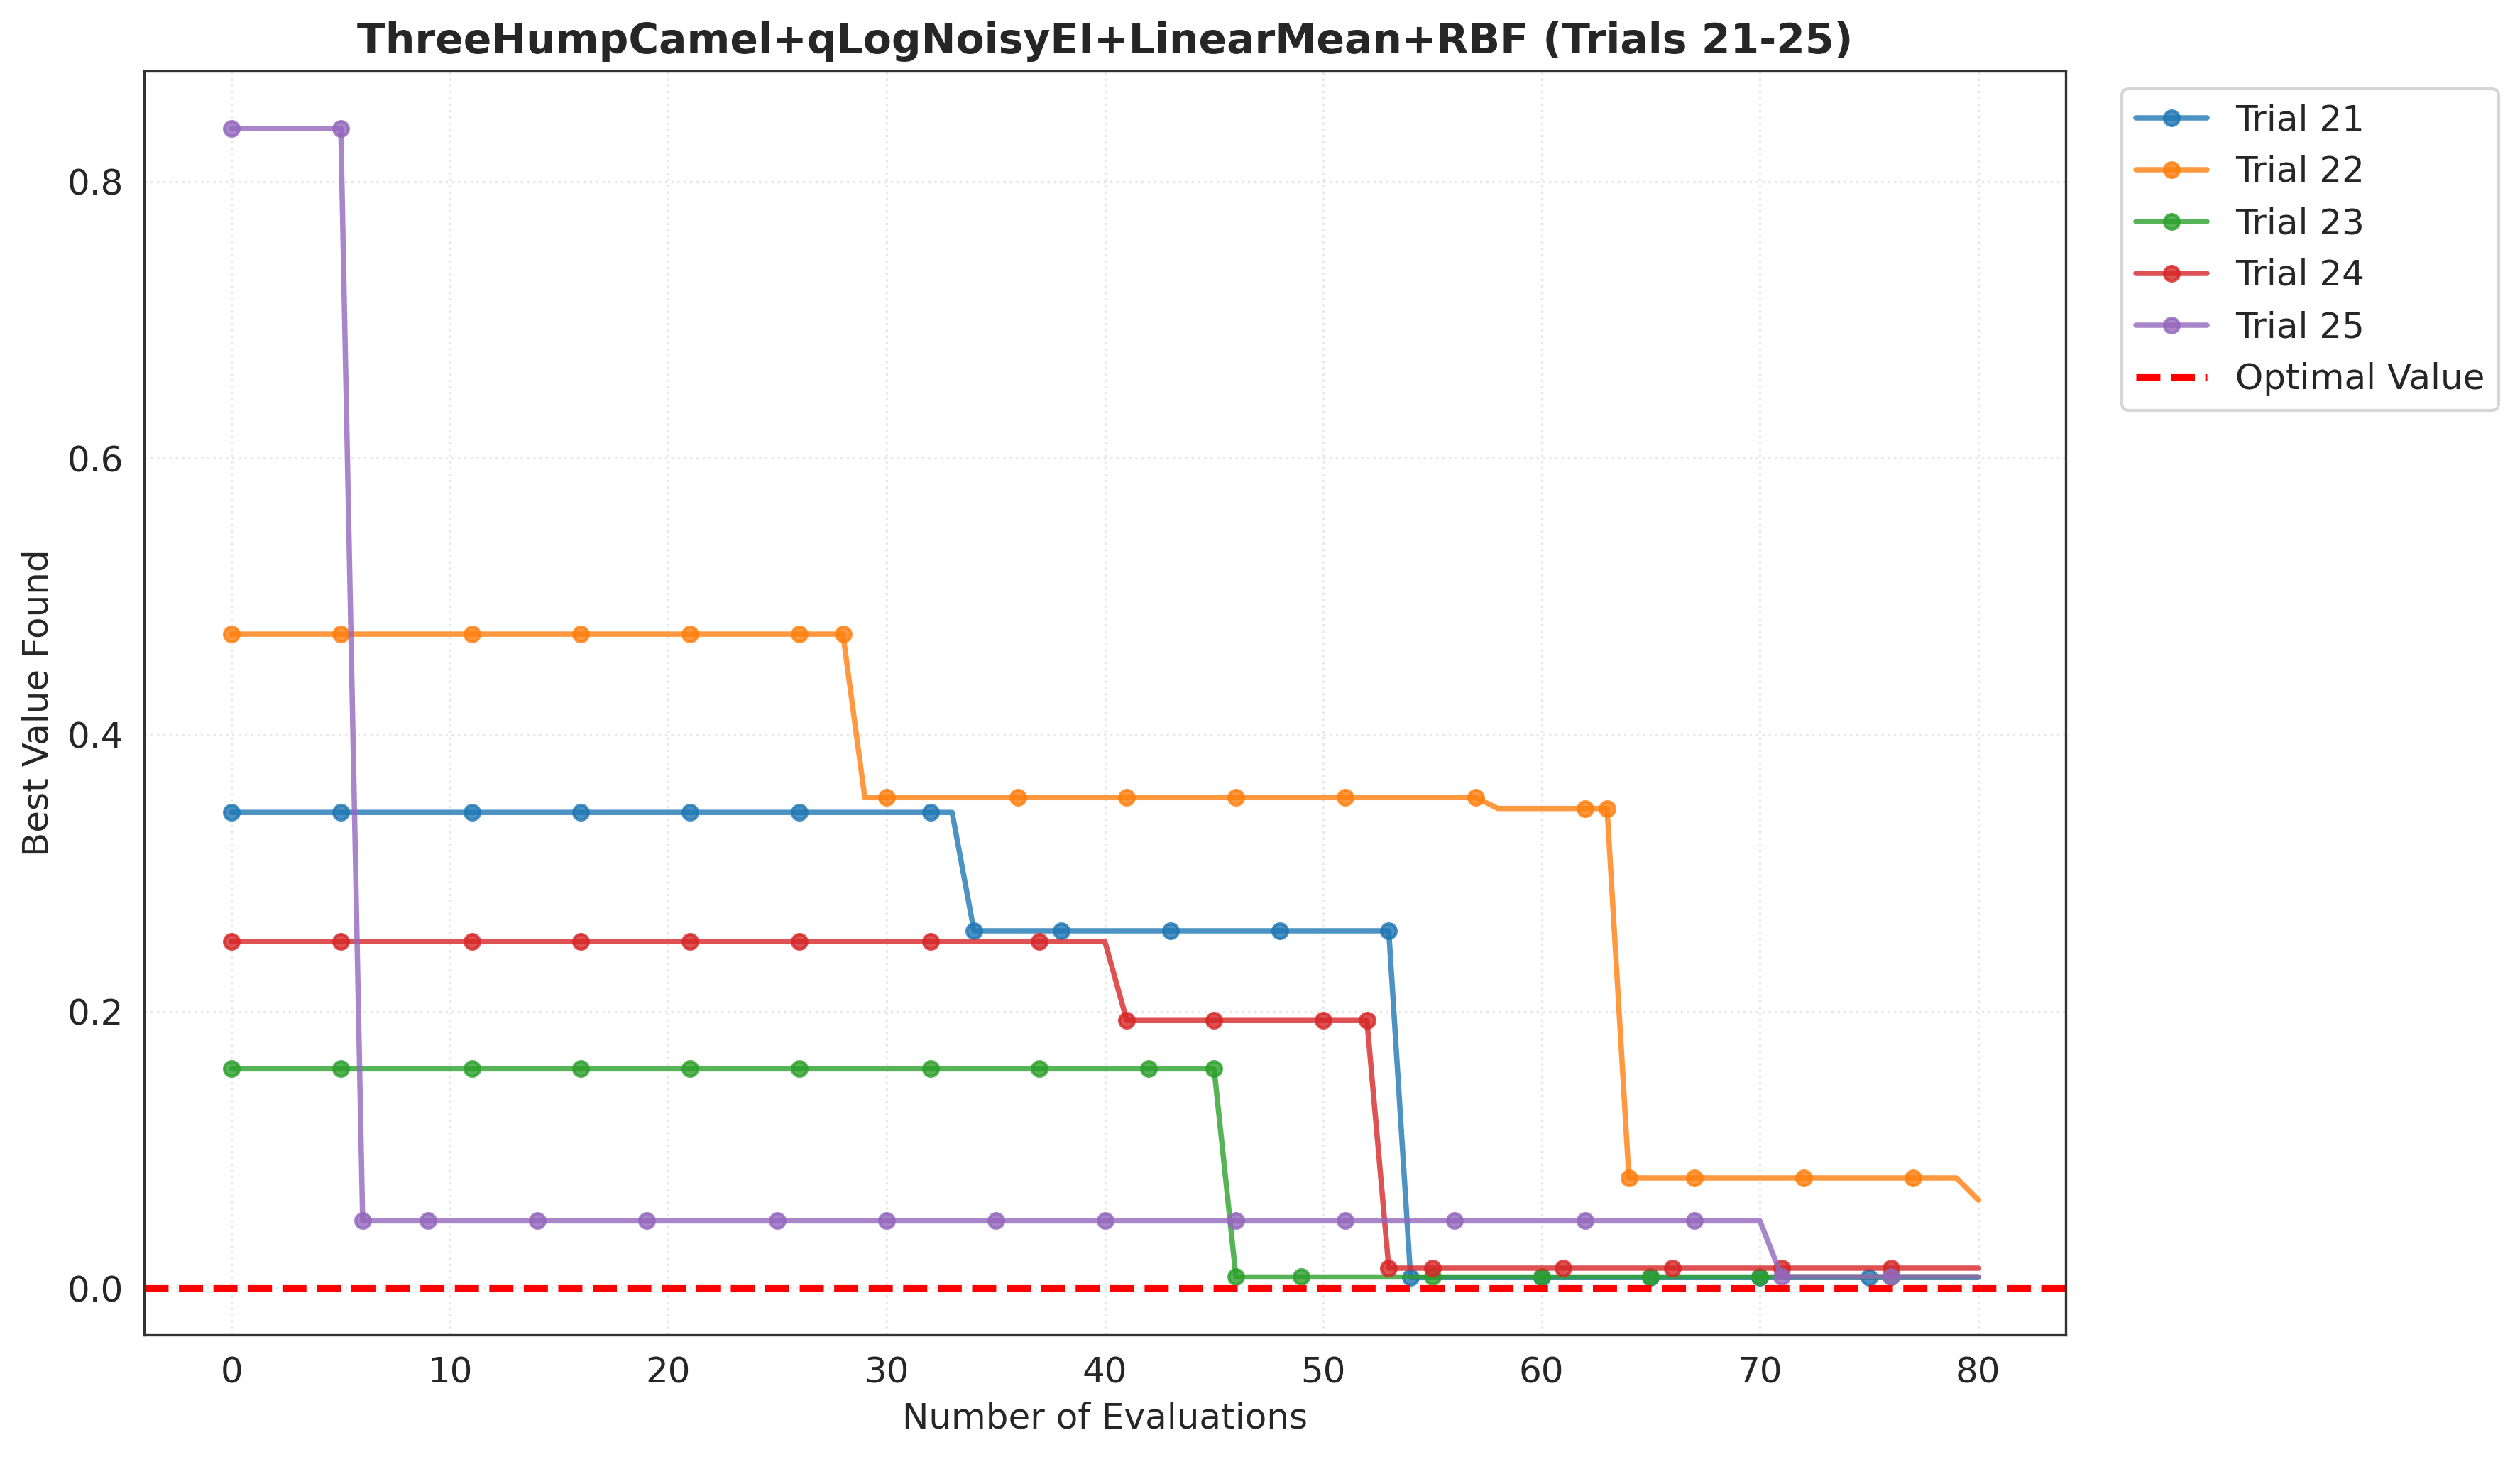 ThreeHumpCamel+qLogNoisyEI+LinearMean+RBF (Trials 21-25)
Trial 21
Trial 22
Trial 23
Trial 24
Trial 25
Optimal Value
Best Value Found
0.8
0.6
0.4
0.2
0.0
0 10 20 30 40 50 60 70 80
Number of Evaluations